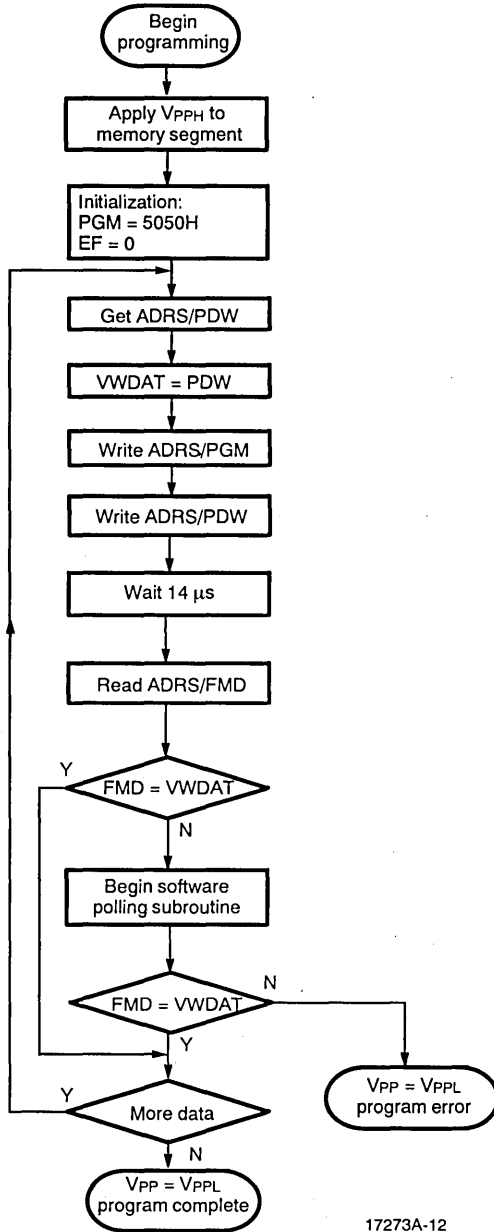 Begin
programming
Apply VPPH to
memory segment
Initialization:
PGM = 5050H
EF = 0
Get ADRS/PDW
VWDAT = PDW
Write ADRS/PGM
Write ADRS/PDW
Wait 14 µs
Read ADRS/FMD
Y
FMD = VWDAT
N
Begin software
polling subroutine
N
FMD = VWDAT
Y
Y
More data
VPP = VPPL
program error
N
VPP = VPPL
program complete
17273A-12